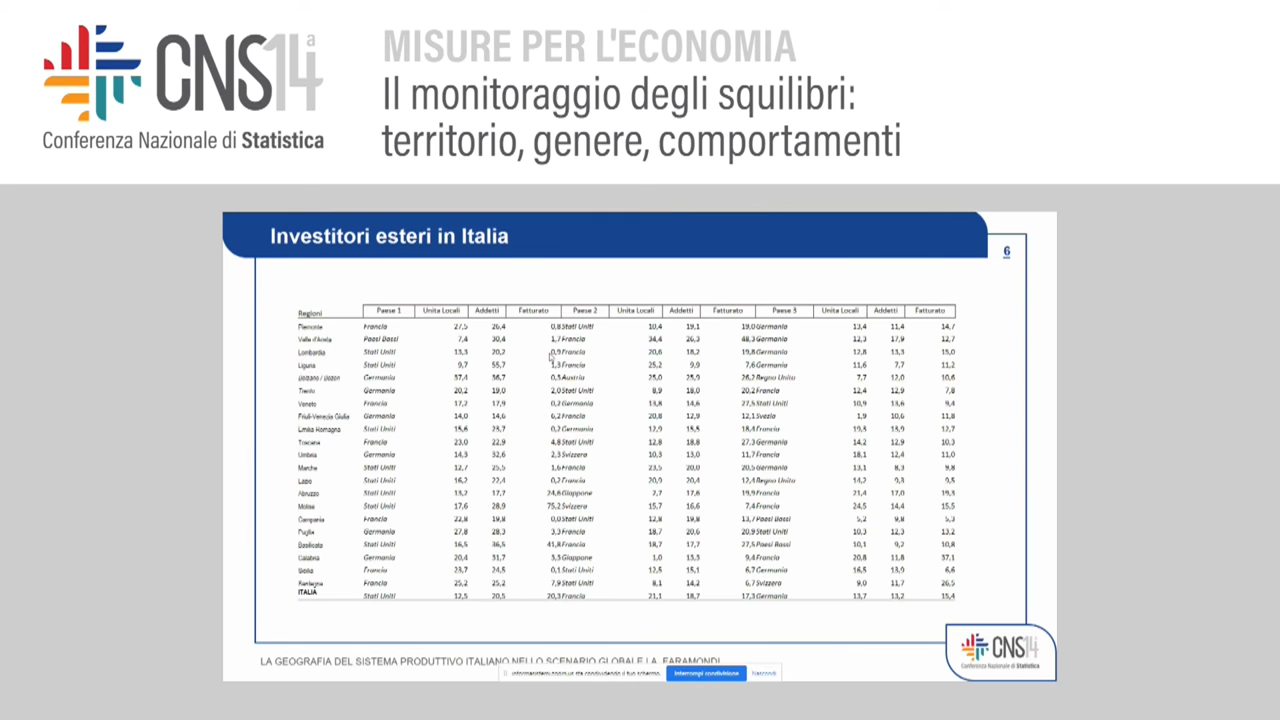 CNS14ª
Conferenza Nazionale di Statistica
MISURE PER L'ECONOMIA
Il monitoraggio degli squilibri:
territorio, genere, comportamenti
Investitori esteri in Italia
6
Regioni Paese 1 Unita Locali Addetti Fatturato Paese 2 Unita Locali Addetti Fatturato Paese 3 Unita Locali Addetti Fatturato
Piemonte Francia 27,5 26,4 0,8 Stati Uniti 10,4 19,1 19,0 Germania 13,4 11,4 14,7
Valle d'Aosta Paesi Bassi 7,4 30,4 1,7 Francia 34,4 26,3 48,3 Germania 12,3 17,9 12,7
Lombardia Stati Uniti 13,3 20,2 0,9 Francia 20,6 18,2 19,8 Germania 12,8 13,3 15,0
Liguria Stati Uniti 9,7 55,7 1,3 Francia 25,2 9,9 7,6 Germania 11,6 7,7 11,2
Bolzano / Bozen Germania 37,4 36,7 0,5 Austria 25,0 25,9 26,2 Regno Unito 7,7 12,0 10,6
Trento Germania 20,2 19,0 2,0 Stati Uniti 8,9 18,0 20,2 Francia 12,4 12,9 7,8
Veneto Francia 17,2 17,9 0,2 Germania 13,8 14,6 27,5 Stati Uniti 10,9 13,6 9,4
Friuli-Venezia Giulia Germania 14,0 14,6 6,2 Francia 20,8 12,9 12,1 Svezia 1,9 10,6 11,8
Emilia Romagna Stati Uniti 15,6 23,7 0,2 Germania 12,9 15,5 18,4 Francia 19,3 13,9 12,7
Toscana Francia 23,0 22,9 4,8 Stati Uniti 12,8 18,8 27,3 Germania 14,2 12,9 10,3
Umbria Germania 14,3 32,6 2,3 Svizzera 10,3 13,0 11,7 Francia 18,1 12,4 11,0
Marche Stati Uniti 12,7 25,5 1,6 Francia 23,5 20,0 20,5 Germania 13,1 8,3 9,8
Lazio Stati Uniti 16,2 22,4 0,2 Francia 20,9 20,4 12,4 Regno Unito 14,2 9,3 9,5
Abruzzo Stati Uniti 13,2 17,7 24,6 Giappone 2,7 17,6 19,9 Francia 21,4 17,0 19,3
Molise Stati Uniti 17,6 28,9 75,2 Svizzera 15,7 16,6 7,4 Francia 24,5 14,4 15,5
Campania Francia 22,8 19,8 0,0 Stati Uniti 12,8 19,8 13,7 Paesi Bassi 5,2 9,8 5,3
Puglia Germania 27,8 28,3 3,3 Francia 18,7 20,6 20,9 Stati Uniti 10,3 12,3 13,2
Basilicata Stati Uniti 16,5 36,5 41,8 Francia 18,7 17,7 27,5 Paesi Bassi 10,1 9,2 10,8
Calabria Germania 20,4 31,7 3,3 Giappone 1,0 13,3 9,4 Francia 20,8 11,8 37,1
Sicilia Francia 23,7 24,5 0,1 Stati Uniti 12,5 15,1 6,7 Germania 16,5 13,9 6,6
Sardegna Francia 25,2 25,2 7,9 Stati Uniti 8,1 14,2 6,7 Svizzera 9,0 11,7 26,5
ITALIA Stati Uniti 12,5 20,5 20,3 Francia 21,1 18,7 17,3 Germania 13,7 13,2 15,4
LA GEOGRAFIA DEL SISTEMA PRODUTTIVO ITALIANO NELLO SCENARIO GLOBALE | A. FARAMONDI
sta condividendo il tuo schermo.
Interrompi condivisione
Nascondi
CNS14ª
Conferenza Nazionale di Statistica